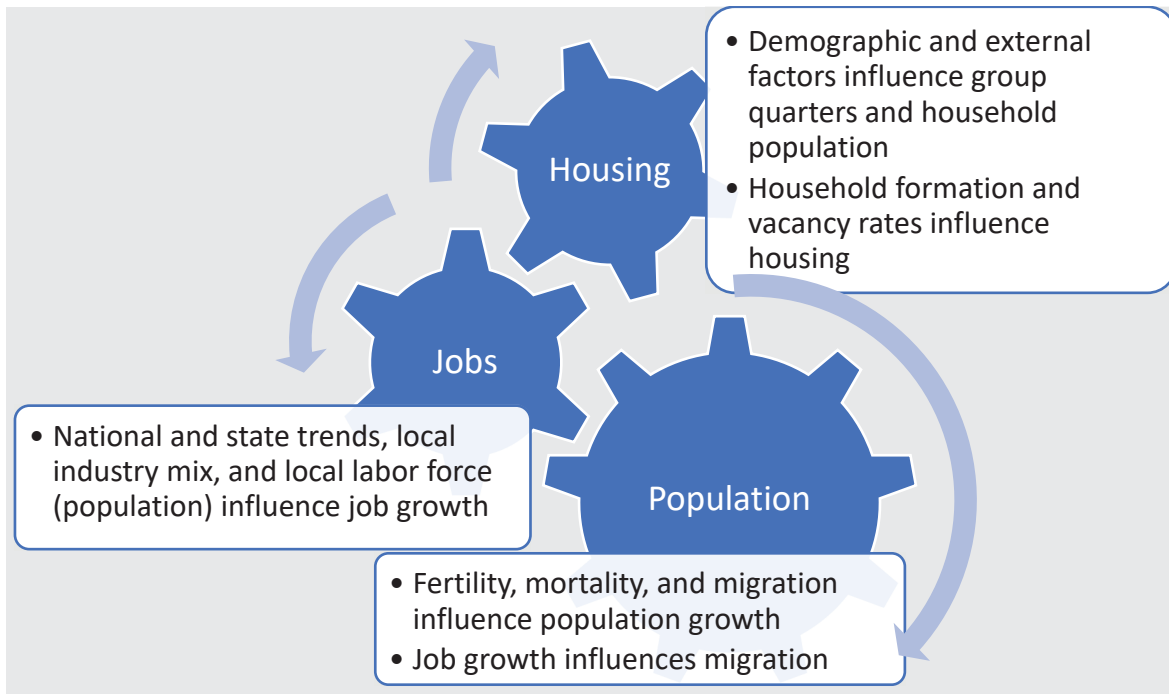 Housing
• Demographic and external
factors influence group
quarters and household
population
• Household formation and
vacancy rates influence
housing
Jobs
• National and state trends, local
industry mix, and local labor force
(population) influence job growth
Population
• Fertility, mortality, and migration
influence population growth
• Job growth influences migration